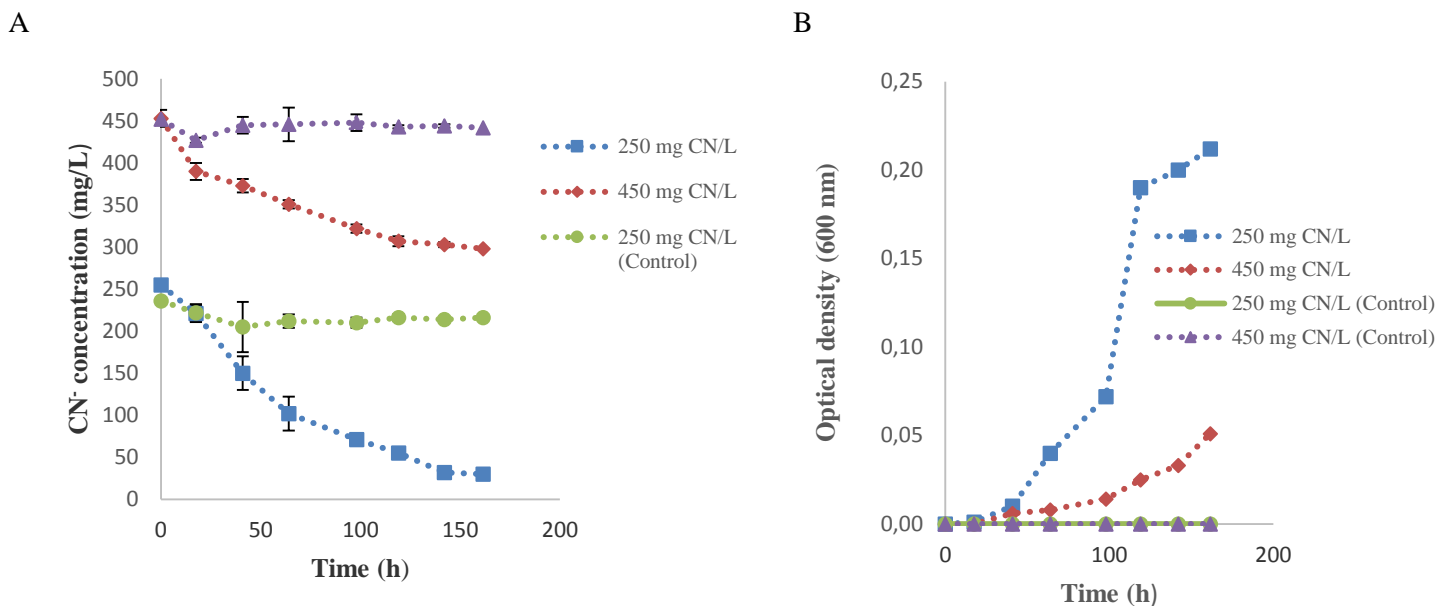 A
CN⁻ concentration (mg/L)
500
450
400
350
300
250
200
150
100
50
0
0 50 100 150 200
Time (h)
250 mg CN/L
450 mg CN/L
250 mg CN/L
(Control)
B
Optical density (600 nm)
0,25
0,20
0,15
0,10
0,05
0,00
0 100 200
Time (h)
250 mg CN/L
450 mg CN/L
250 mg CN/L (Control)
450 mg CN/L (Control)